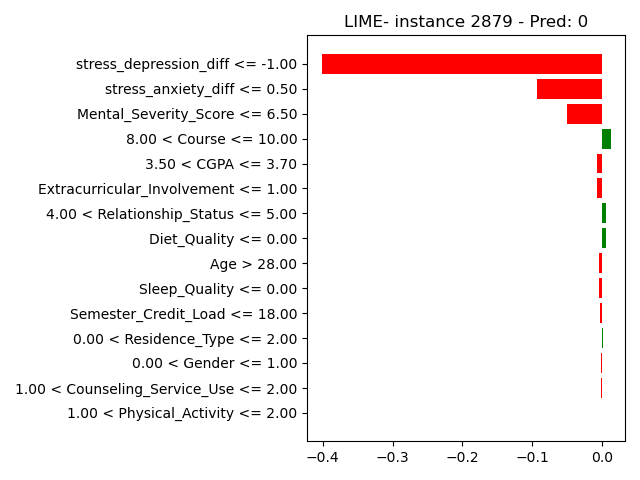 LIME- instance 2879 - Pred: 0
stress_depression_diff <= -1.00
stress_anxiety_diff <= 0.50
Mental_Severity_Score <= 6.50
8.00 < Course <= 10.00
3.50 < CGPA <= 3.70
Extracurricular_Involvement <= 1.00
4.00 < Relationship_Status <= 5.00
Diet_Quality <= 0.00
Age > 28.00
Sleep_Quality <= 0.00
Semester_Credit_Load <= 18.00
0.00 < Residence_Type <= 2.00
0.00 < Gender <= 1.00
1.00 < Counseling_Service_Use <= 2.00
1.00 < Physical_Activity <= 2.00
−0.4 −0.3 −0.2 −0.1 0.0